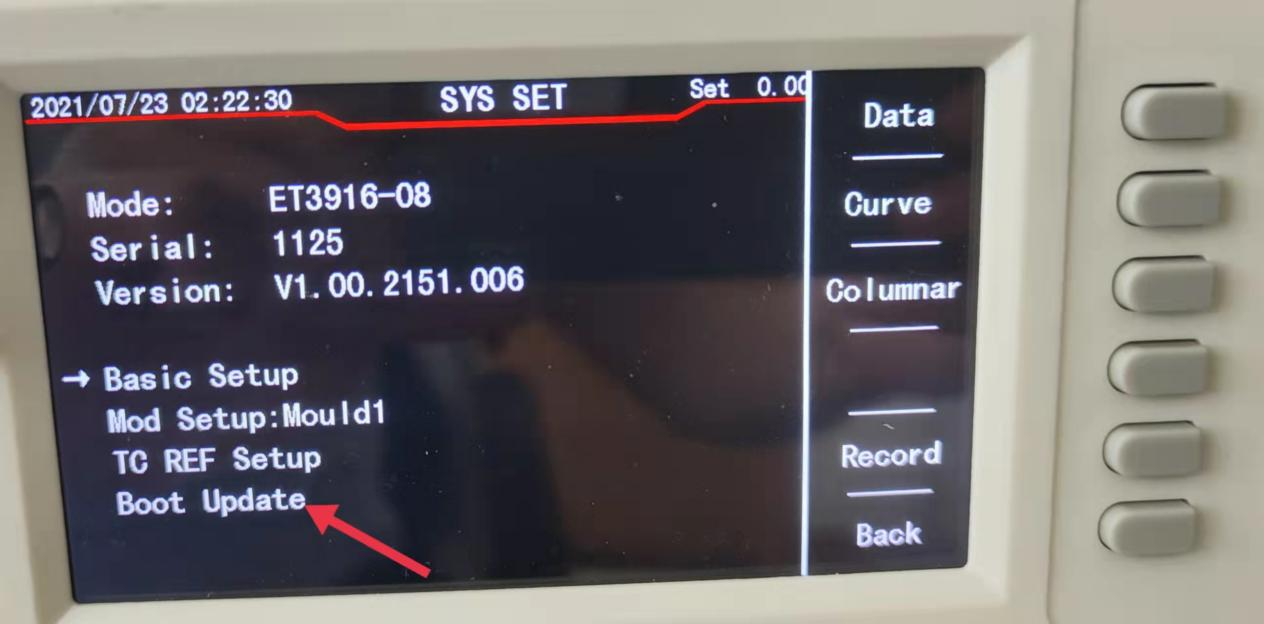 2021/07/23 02:22:30 SYS SET Set 0.00
Mode: ET3916-08
Serial: 1125
Version: V1.00.2151.006
→ Basic Setup
Mod Setup:Mould1
TC REF Setup
Boot Update
Data
Curve
Columnar
Record
Back